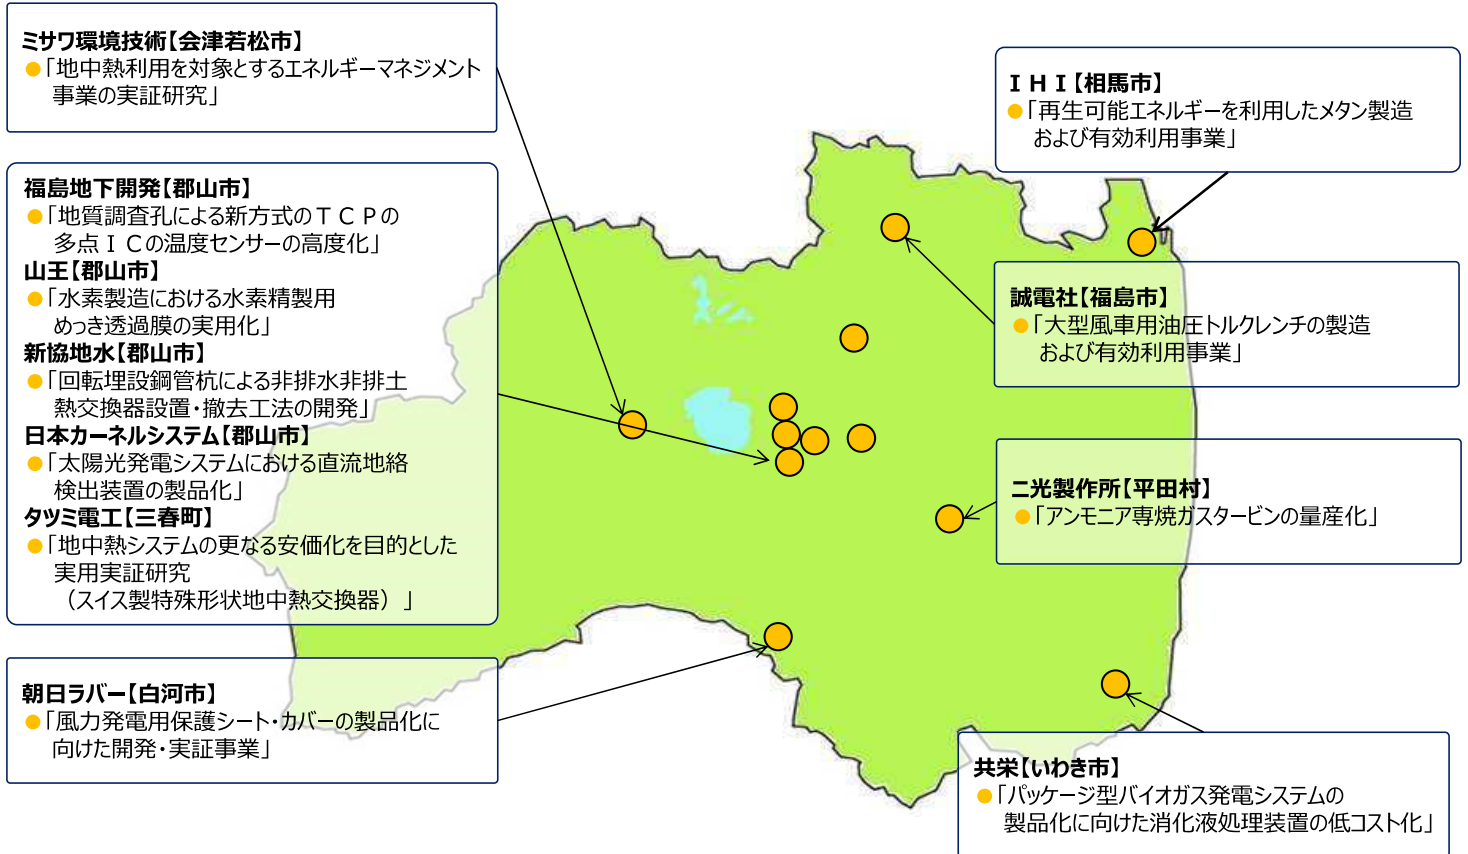 ミサワ環境技術【会津若松市】
●「地中熱利用を対象とするエネルギーマネジメント
事業の実証研究」
福島地下開発【郡山市】
●「地質調査孔による新方式のＴＣＰの
多点ＩＣの温度センサーの高度化」
山王【郡山市】
●「水素製造における水素精製用
めっき透過膜の実用化」
新協地水【郡山市】
●「回転埋設鋼管杭による非排水非排土
熱交換器設置・撤去工法の開発」
日本カーネルシステム【郡山市】
●「太陽光発電システムにおける直流地絡
検出装置の製品化」
タツミ電工【三春町】
●「地中熱システムの更なる安価化を目的とした
実用実証研究
（スイス製特殊形状地中熱交換器）」
朝日ラバー【白河市】
●「風力発電用保護シート・カバーの製品化に
向けた開発・実証事業」
ＩＨＩ【相馬市】
●「再生可能エネルギーを利用したメタン製造
および有効利用事業」
誠電社【福島市】
●「大型風車用油圧トルクレンチの製造
および有効利用事業」
二光製作所【平田村】
●「アンモニア専焼ガスタービンの量産化」
共栄【いわき市】
●「パッケージ型バイオガス発電システムの
製品化に向けた消化液処理装置の低コスト化」